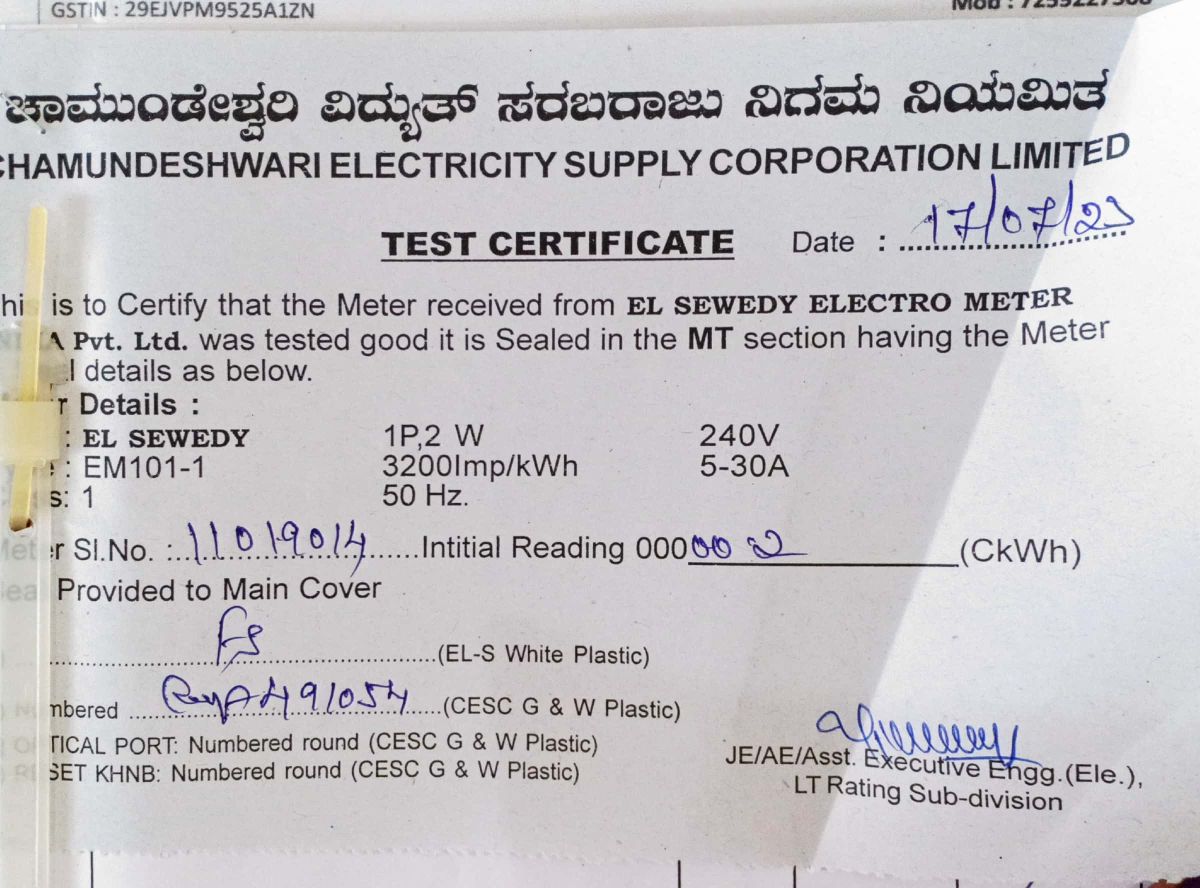 GSTIN : 29EJVPM9525A1ZN
ಚಾಮುಂಡೇಶ್ವರಿ ವಿದ್ಯುತ್ ಸರಬರಾಜು ನಿಗಮ ನಿಯಮಿತ
CHAMUNDESHWARI ELECTRICITY SUPPLY CORPORATION LIMITED
TEST CERTIFICATE Date : 17/07/23
his is to Certify that the Meter received from EL SEWEDY ELECTRO METER
A Pvt. Ltd. was tested good it is Sealed in the MT section having the Meter
l details as below.
r Details :
: EL SEWEDY 1P,2 W 240V
: EM101-1 3200Imp/kWh 5-30A
s: 1 50 Hz.
Meter Sl.No. : 11019014 Intitial Reading 00000 2 (CkWh)
Provided to Main Cover
(EL-S White Plastic)
mbered 491054 (CESC G & W Plastic)
TICAL PORT: Numbered round (CESC G & W Plastic)
SET KHNB: Numbered round (CESC G & W Plastic)
JE/AE/Asst. Executive Engg.(Ele.),
LT Rating Sub-division